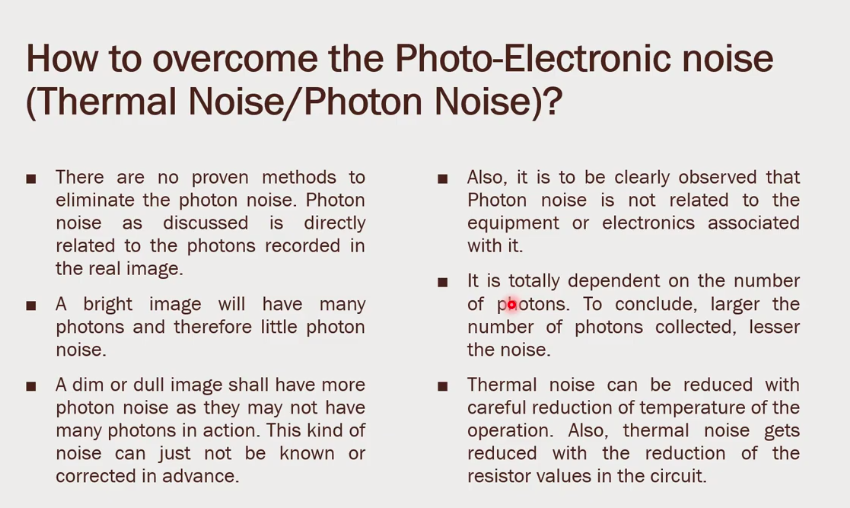 How to overcome the Photo-Electronic noise
(Thermal Noise/Photon Noise)?
■ There are no proven methods to
eliminate the photon noise. Photon
noise as discussed is directly
related to the photons recorded in
the real image.
■ A bright image will have many
photons and therefore little photon
noise.
■ A dim or dull image shall have more
photon noise as they may not have
many photons in action. This kind of
noise can just not be known or
corrected in advance.
■ Also, it is to be clearly observed that
Photon noise is not related to the
equipment or electronics associated
with it.
■ It is totally dependent on the number
of photons. To conclude, larger the
number of photons collected, lesser
the noise.
■ Thermal noise can be reduced with
careful reduction of temperature of the
operation. Also, thermal noise gets
reduced with the reduction of the
resistor values in the circuit.